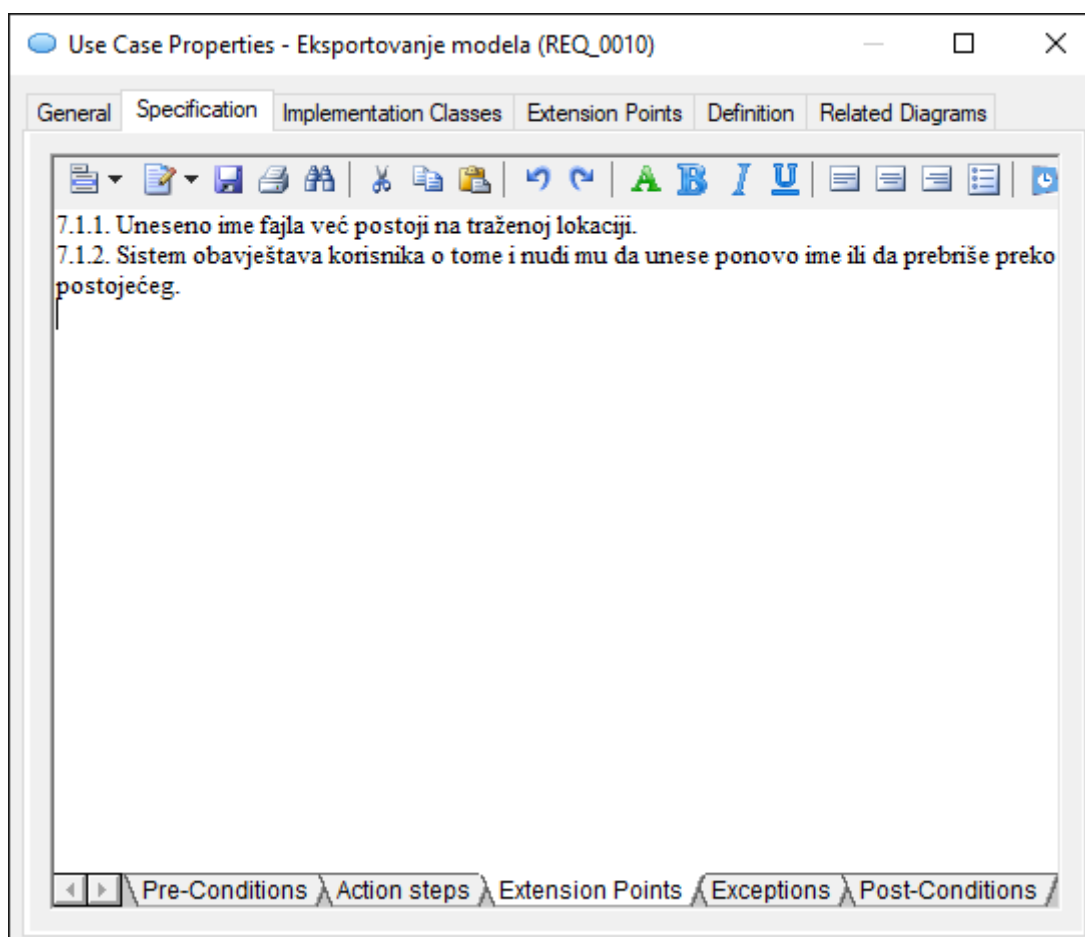 Use Case Properties - Eksportovanje modela (REQ_0010)
General Specification Implementation Classes Extension Points Definition Related Diagrams
7.1.1. Uneseno ime fajla već postoji na traženoj lokaciji.
7.1.2. Sistem obavještava korisnika o tome i nudi mu da unese ponovo ime ili da prebriše preko
postojećeg.
Pre-Conditions Action steps Extension Points Exceptions Post-Conditions